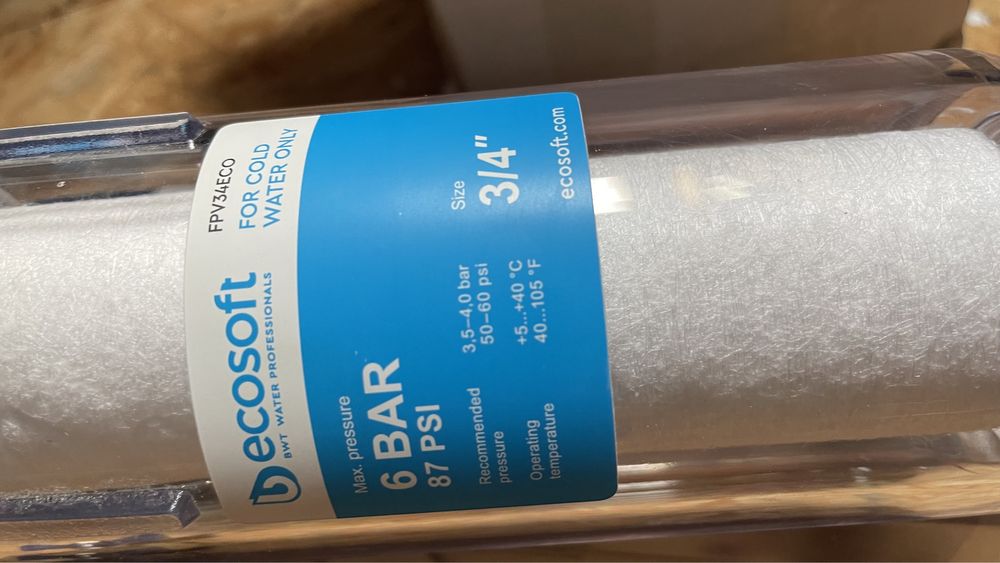 ecosoft
BWT WATER PROFESSIONALS
FPV34ECO
FOR COLD
WATER ONLY
Max. pressure
6 BAR
87 PSI
Size
3/4"
Recommended
pressure
3,5–4,0 bar
50–60 psi
Operating
temperature
+5...+40 °C
40...105 °F
ecosoft.com